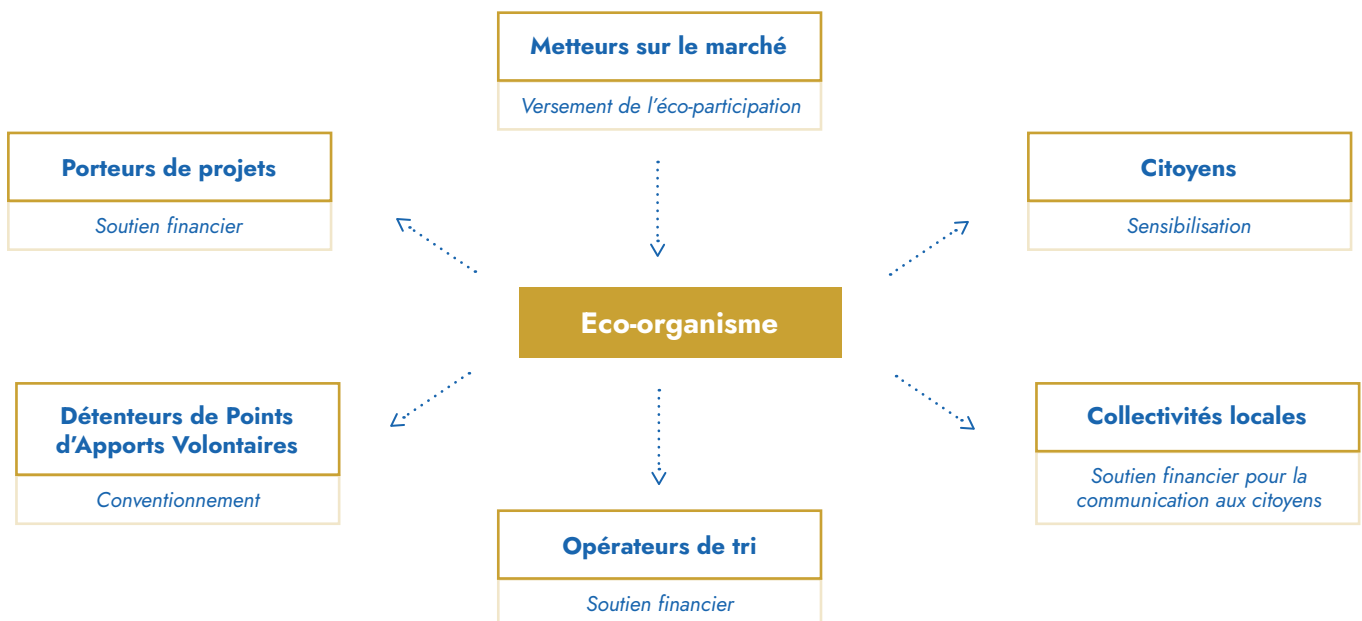 Metteurs sur le marché
Versement de l'éco-participation
Porteurs de projets
Soutien financier
Citoyens
Sensibilisation
Eco-organisme
Détenteurs de Points
d'Apports Volontaires
Conventionnement
Collectivités locales
Soutien financier pour la
communication aux citoyens
Opérateurs de tri
Soutien financier